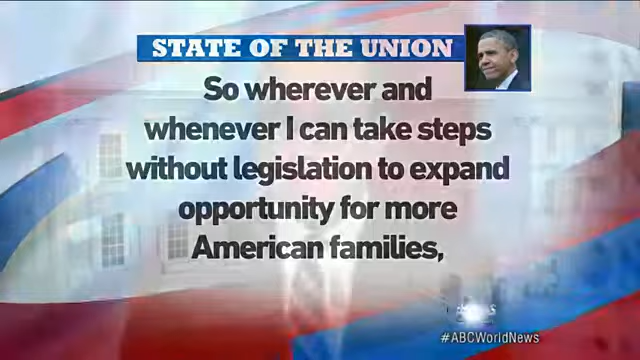 STATE OF THE UNION
So wherever and
whenever I can take steps
without legislation to expand
opportunity for more
American families,
#ABCWorldNews